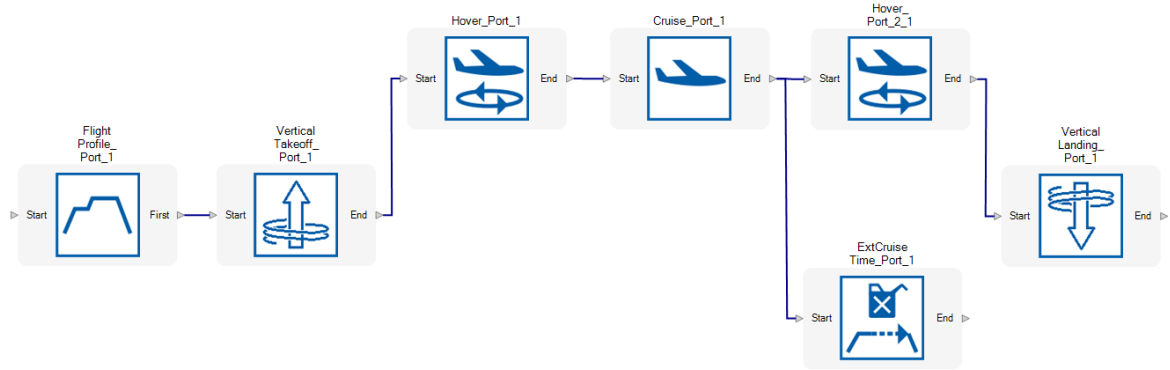 Hover_Port_1
Cruise_Port_1
Hover_
Port_2_1
Start
End
Start
End
Start
End
Flight
Profile_
Port_1
Vertical
Takeoff_
Port_1
Vertical
Landing_
Port_1
Start
First
Start
End
Start
End
ExtCruise
Time_Port_1
Start
End